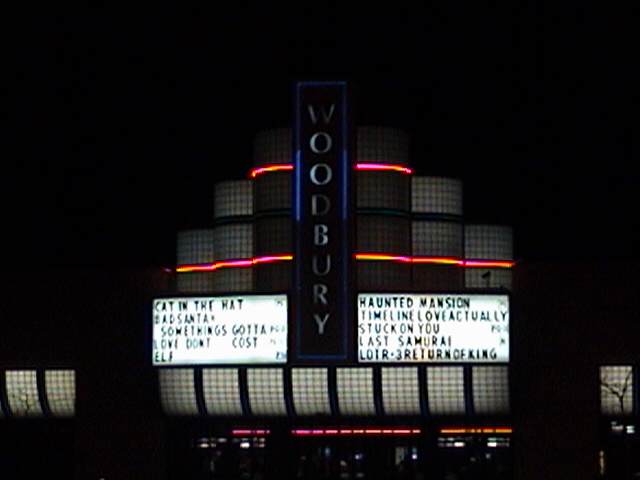 WOODBURY
CAT IN THE HAT
BADSANTA
SOMETHINGS GOTTA
LOVE DONT COST
ELF
HAUNTED MANSION
TIMELINELOVEACTUALLY
STUCKON YOU
LAST SAMURAI
LOTR·3RETURNOFKING